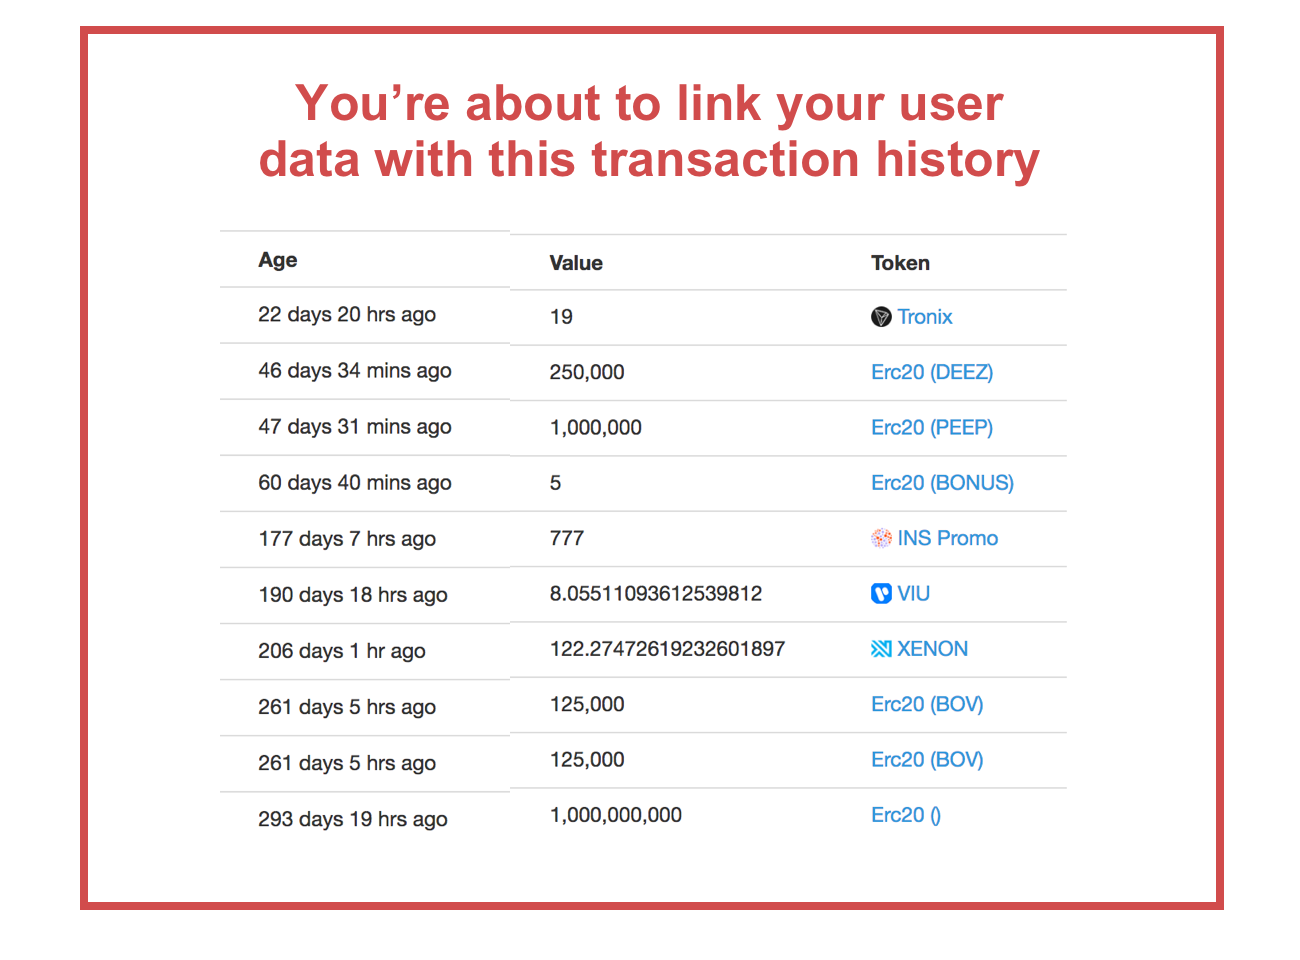 You’re about to link your user
data with this transaction history
Age Value Token
22 days 20 hrs ago 19 Tronix
46 days 34 mins ago 250,000 Erc20 (DEEZ)
47 days 31 mins ago 1,000,000 Erc20 (PEEP)
60 days 40 mins ago 5 Erc20 (BONUS)
177 days 7 hrs ago 777 INS Promo
190 days 18 hrs ago 8.05511093612539812 VIU
206 days 1 hr ago 122.27472619232601897 XENON
261 days 5 hrs ago 125,000 Erc20 (BOV)
261 days 5 hrs ago 125,000 Erc20 (BOV)
293 days 19 hrs ago 1,000,000,000 Erc20 ()